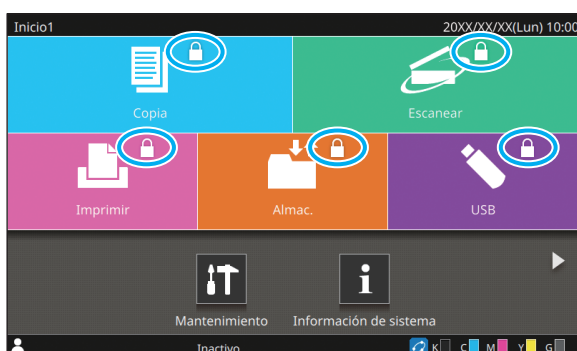 Inicio1 20XX/XX/XX(Lun) 10:00
Copia Escanear
Imprimir Almac. USB
Mantenimiento Información de sistema
Inactivo K C M Y G